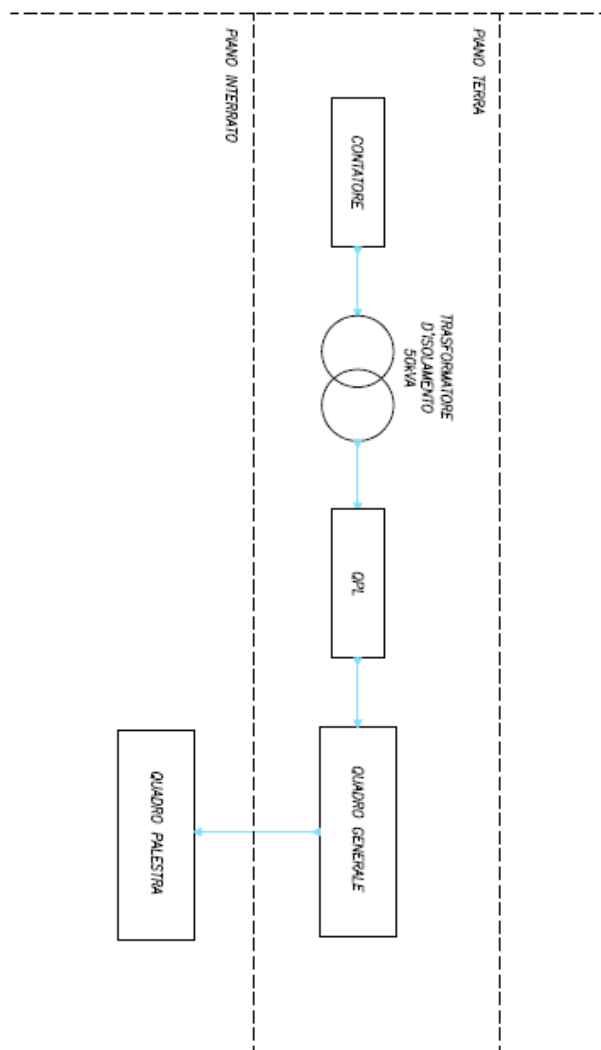 PIANO TERRA
PIANO INTERRATO
CONTATORE
TRASFORMATORE
D'ISOLAMENTO
50kVA
QPL
QUADRO GENERALE
QUADRO PALESTRA